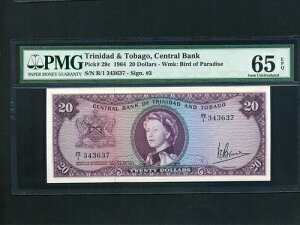 PMG
PAPER MONEY GUARANTY
Trinidad & Tobago, Central Bank
Pick# 29c 1964 20 Dollars - Wmk: Bird of Paradise
S/N R/1 343637 - Sign. #3
65 EPQ
Gem Uncirculated
20
CENTRAL BANK OF TRINIDAD AND TOBAGO
20
R/1 343637
R/1 343637
20
TWENTY DOLLARS
20